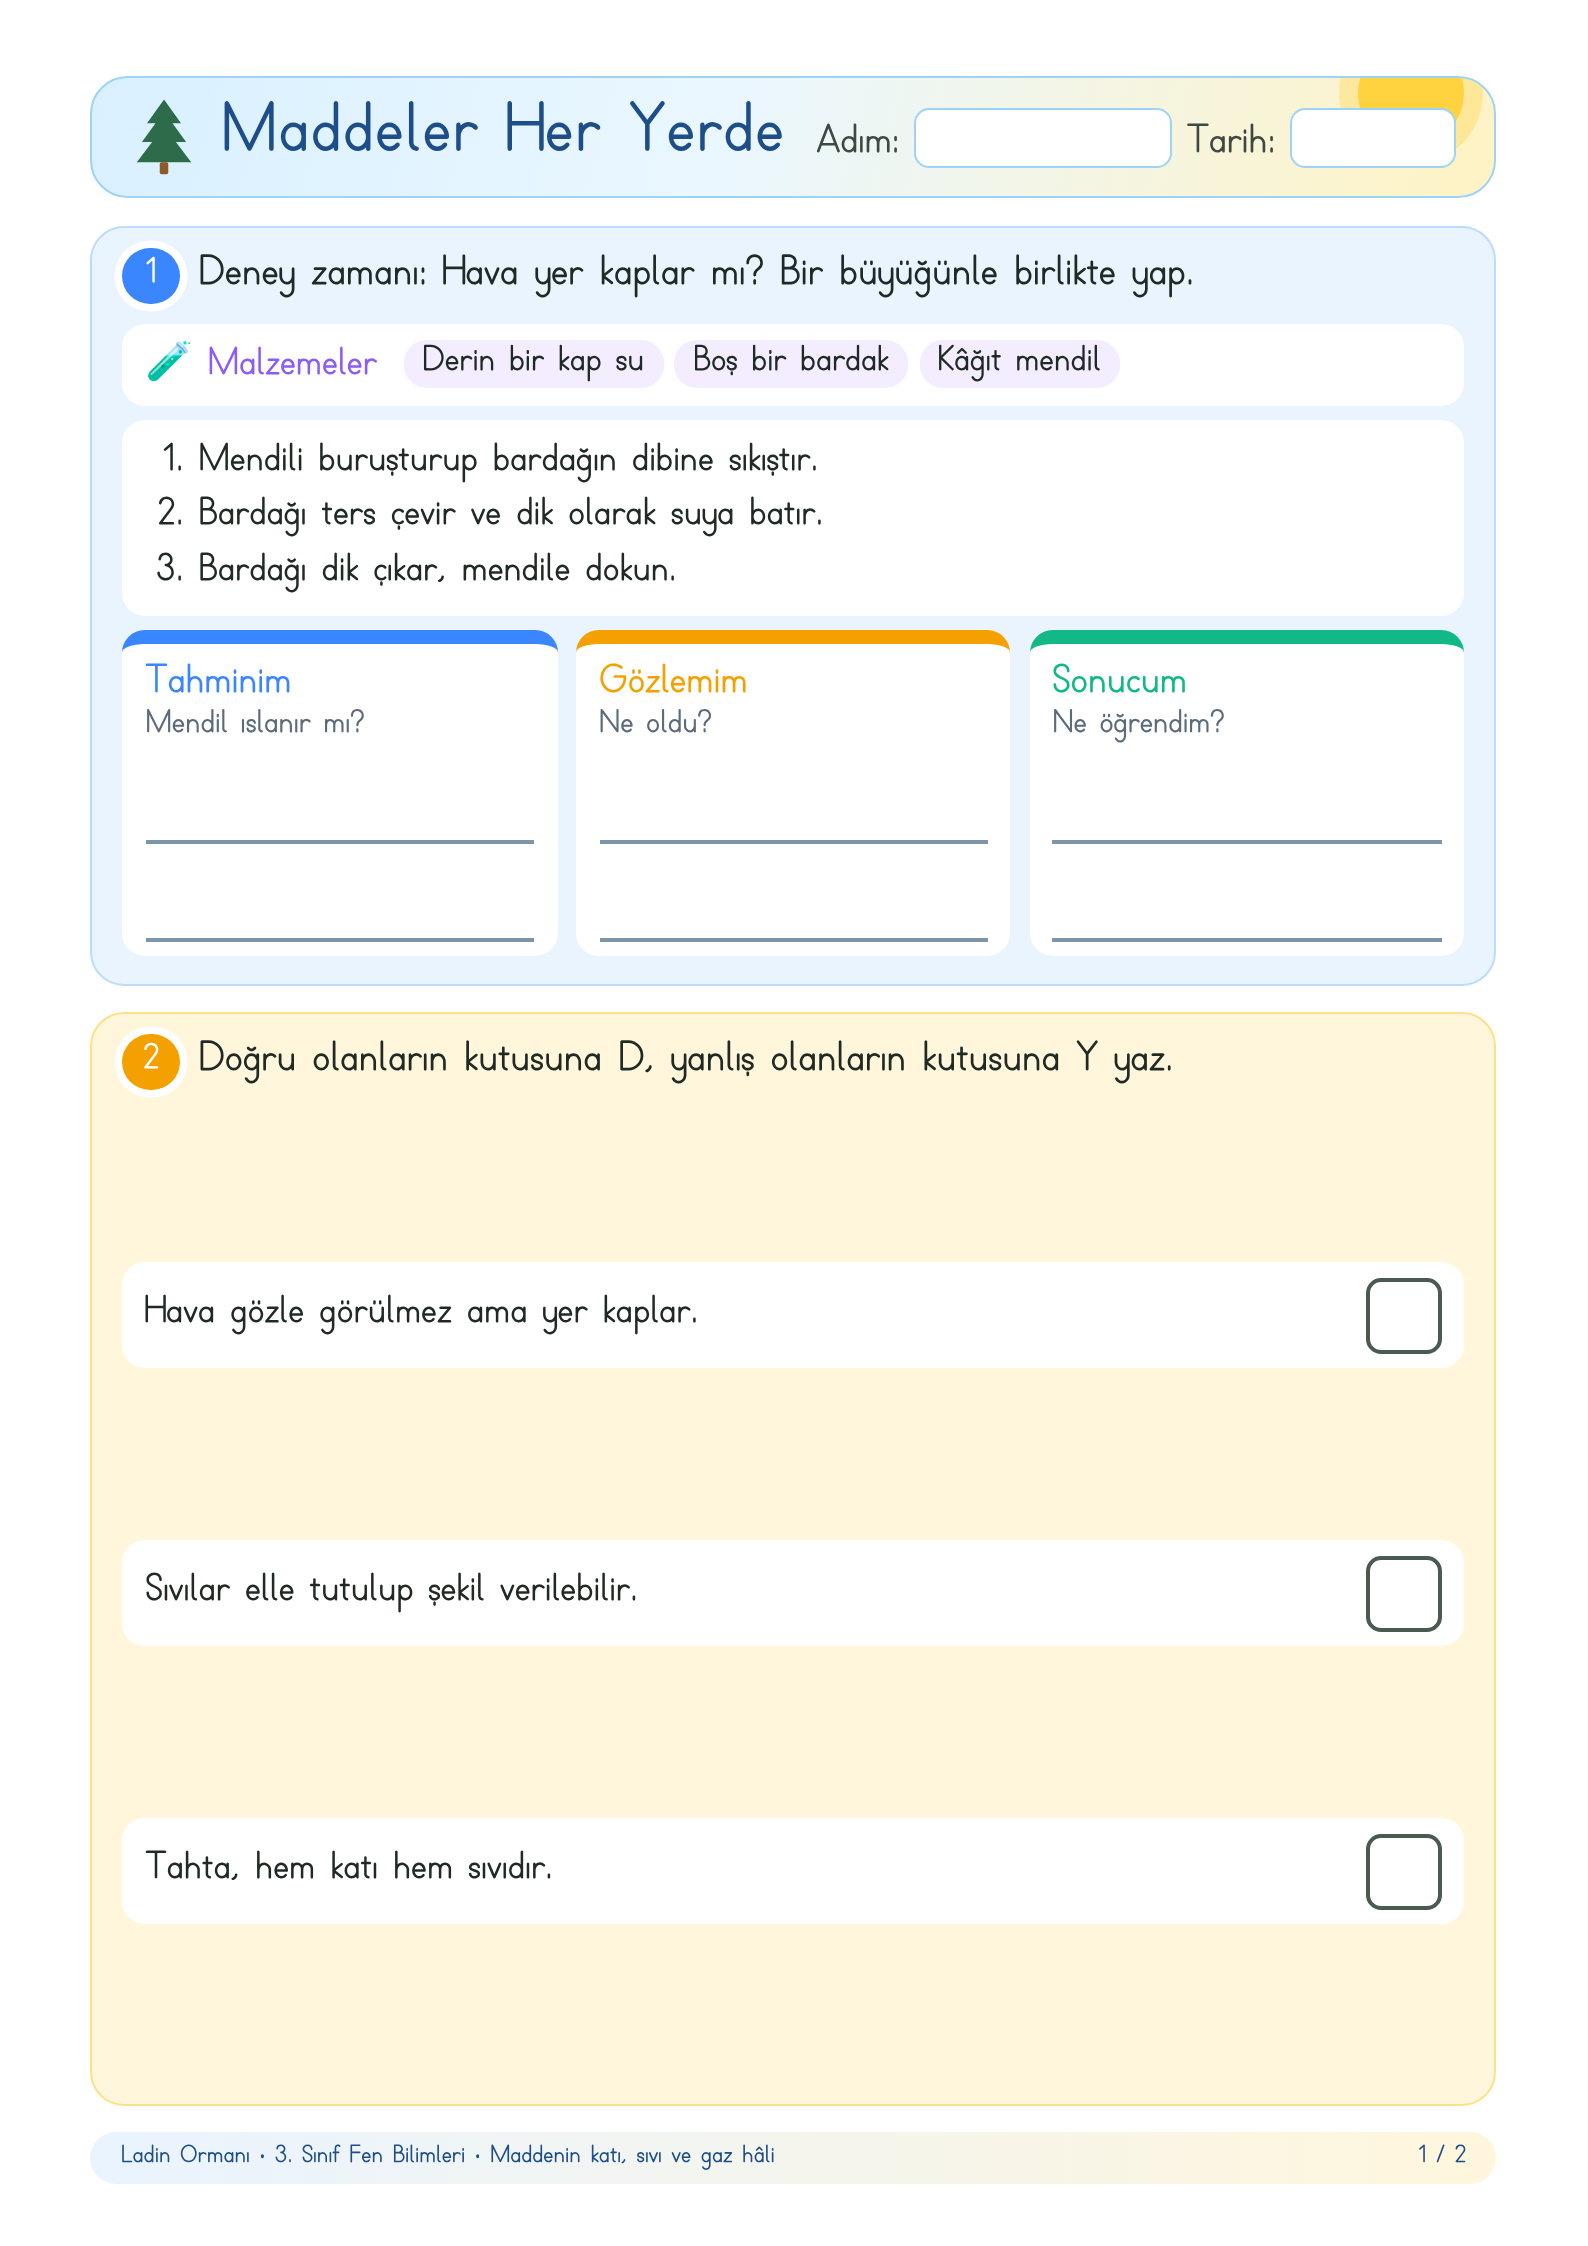 Maddeler Her Yerde Adım: Tarih:
1 Deney zamanı: Hava yer kaplar mı? Bir büyüğünle birlikte yap.
Malzemeler Derin bir kap su Boş bir bardak Kâğıt mendil
1. Mendili buruşturup bardağın dibine sıkıştır.
2. Bardağı ters çevir ve dik olarak suya batır.
3. Bardağı dik çıkar, mendile dokun.
Tahminim
Mendil ıslanır mı?
Gözlemim
Ne oldu?
Sonucum
Ne öğrendim?
2 Doğru olanların kutusuna D, yanlış olanların kutusuna Y yaz.
Hava gözle görülmez ama yer kaplar.
Sıvılar elle tutulup şekil verilebilir.
Tahta, hem katı hem sıvıdır.
Ladin Ormanı • 3. Sınıf Fen Bilimleri • Maddenin katı, sıvı ve gaz hâli 1 / 2